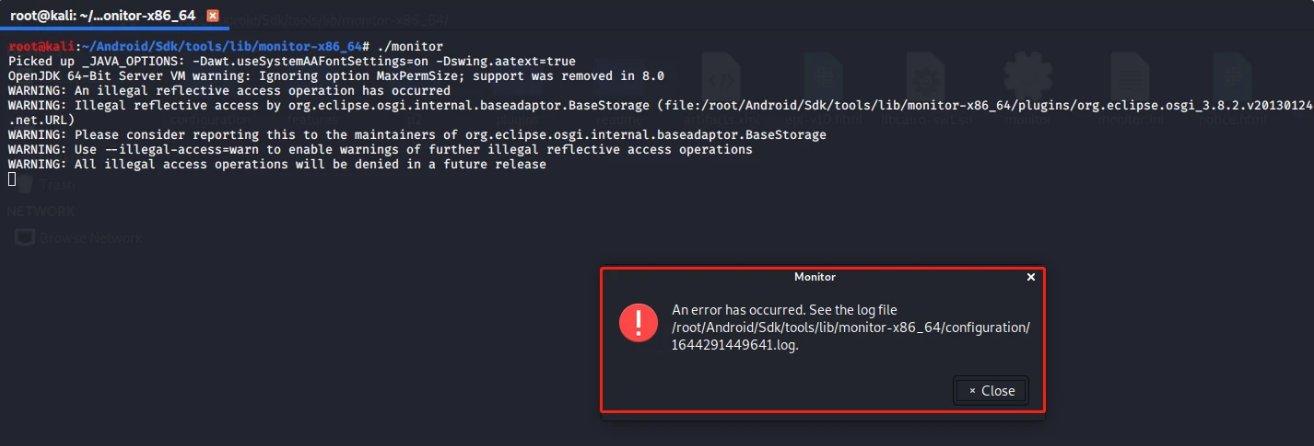 root@kali: ~/...onitor-x86_64
root@kali:~/Android/Sdk/tools/lib/monitor-x86_64# ./monitor
Picked up _JAVA_OPTIONS: -Dawt.useSystemAAFontSettings=on -Dswing.aatext=true
OpenJDK 64-Bit Server VM warning: Ignoring option MaxPermSize; support was removed in 8.0
WARNING: An illegal reflective access operation has occurred
WARNING: Illegal reflective access by org.eclipse.osgi.internal.baseadaptor.BaseStorage (file:/root/Android/Sdk/tools/lib/monitor-x86_64/plugins/org.eclipse.osgi_3.8.2.v20130124
.net.URL)
WARNING: Please consider reporting this to the maintainers of org.eclipse.osgi.internal.baseadaptor.BaseStorage
WARNING: Use --illegal-access=warn to enable warnings of further illegal reflective access operations
WARNING: All illegal access operations will be denied in a future release
Trash
NETWORK
Browse Network
Monitor
An error has occurred. See the log file
/root/Android/Sdk/tools/lib/monitor-x86_64/configuration/
1644291449641.log.
× Close